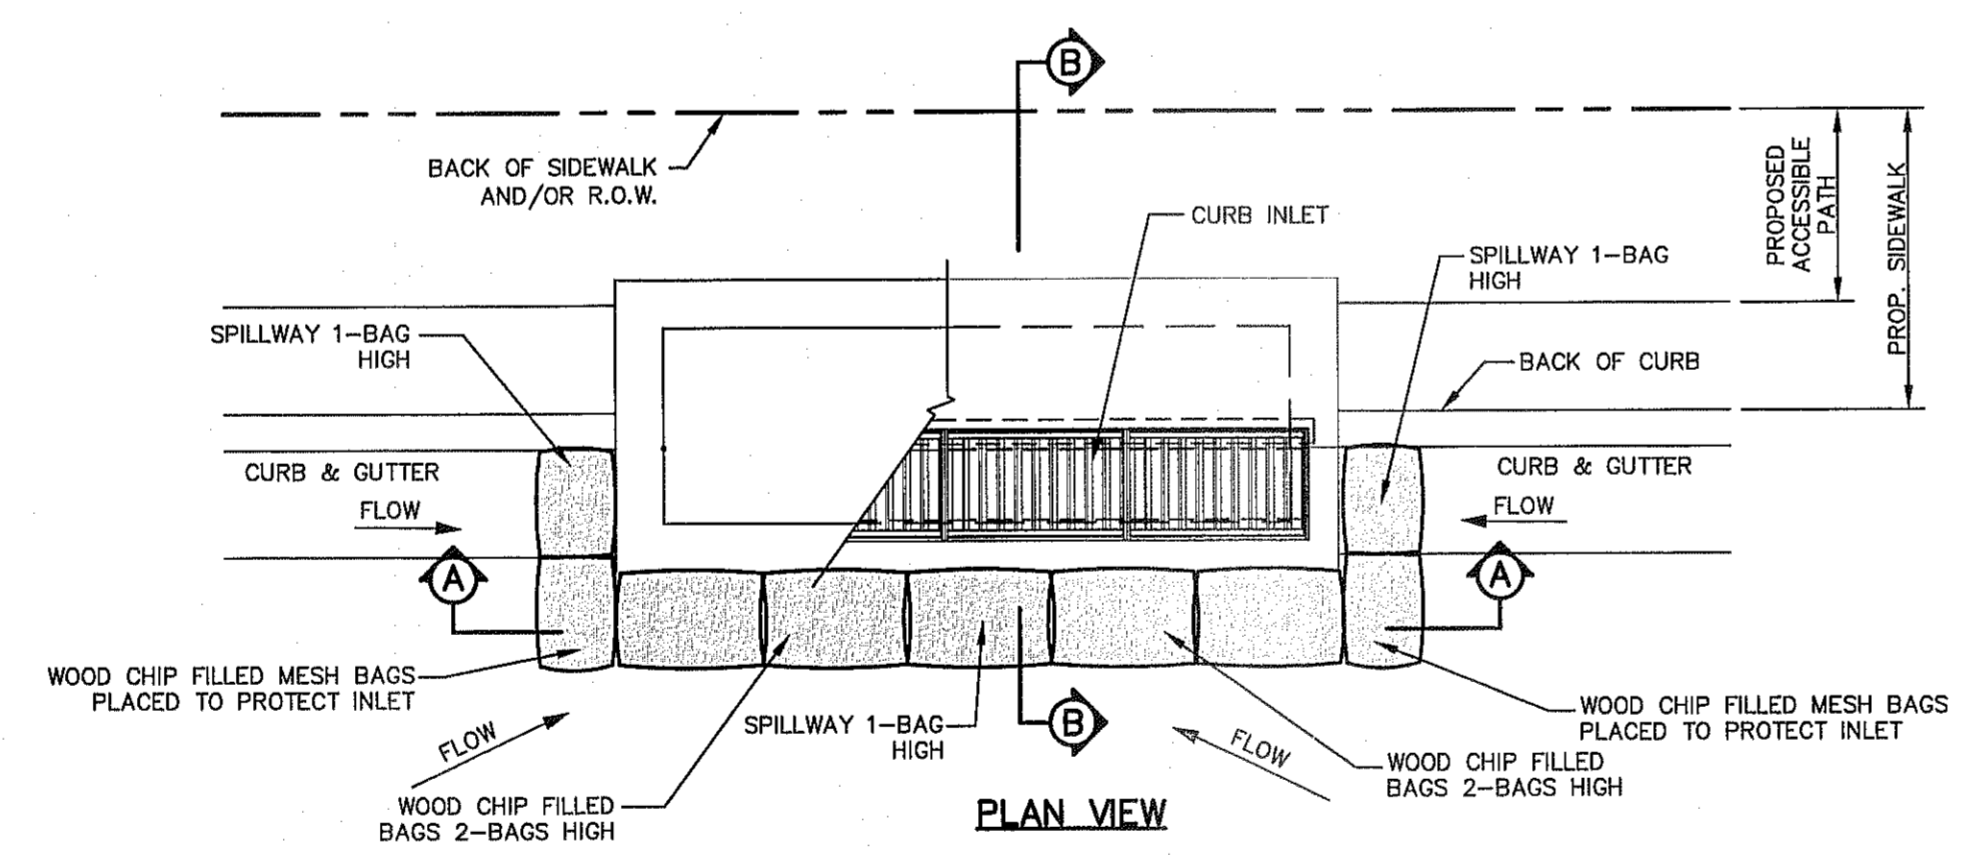 B
BACK OF SIDEWALK
AND/OR R.O.W.
PROPOSED
ACCESSIBLE
PATH
PROP. SIDEWALK
CURB INLET
SPILLWAY 1-BAG
HIGH
SPILLWAY 1-BAG
HIGH
BACK OF CURB
CURB & GUTTER
CURB & GUTTER
FLOW
FLOW
A
A
WOOD CHIP FILLED MESH BAGS
PLACED TO PROTECT INLET
WOOD CHIP FILLED MESH BAGS
PLACED TO PROTECT INLET
FLOW
SPILLWAY 1-BAG
HIGH
B
FLOW
WOOD CHIP FILLED
BAGS 2-BAGS HIGH
WOOD CHIP FILLED
BAGS 2-BAGS HIGH
PLAN VIEW